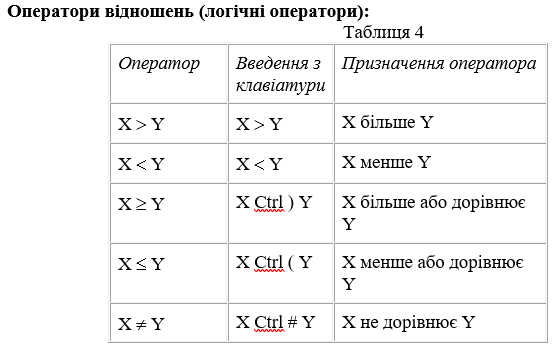 Оператори відношень (логічні оператори):
Таблиця 4
Оператор Введення з Призначення оператора
клавіатури
X > Y X > Y X більше Y
X < Y X < Y X менше Y
X ≥ Y X Ctrl ) Y X більше або дорівнює
Y
X ≤ Y X Ctrl ( Y X менше або дорівнює
Y
X ≠ Y X Ctrl # Y X не дорівнює Y